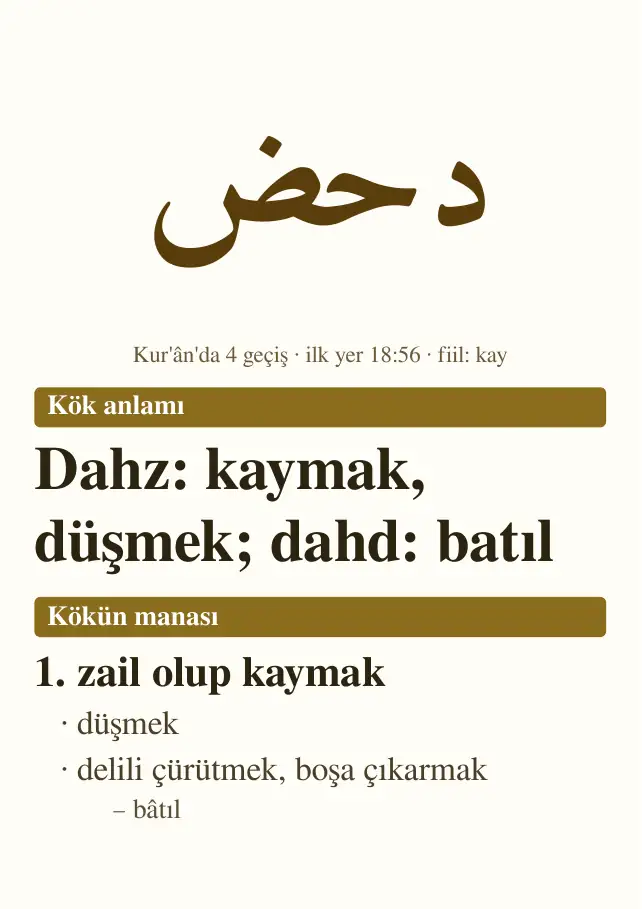 دحض
Kur'ân'da 4 geçiş · ilk yer 18:56 · fiil: kay
Kök anlamı
Dahz: kaymak,
düşmek; dahd: batıl
Kökün manası
1. zail olup kaymak
· düşmek
· delili çürütmek, boşa çıkarmak
– bâtıl